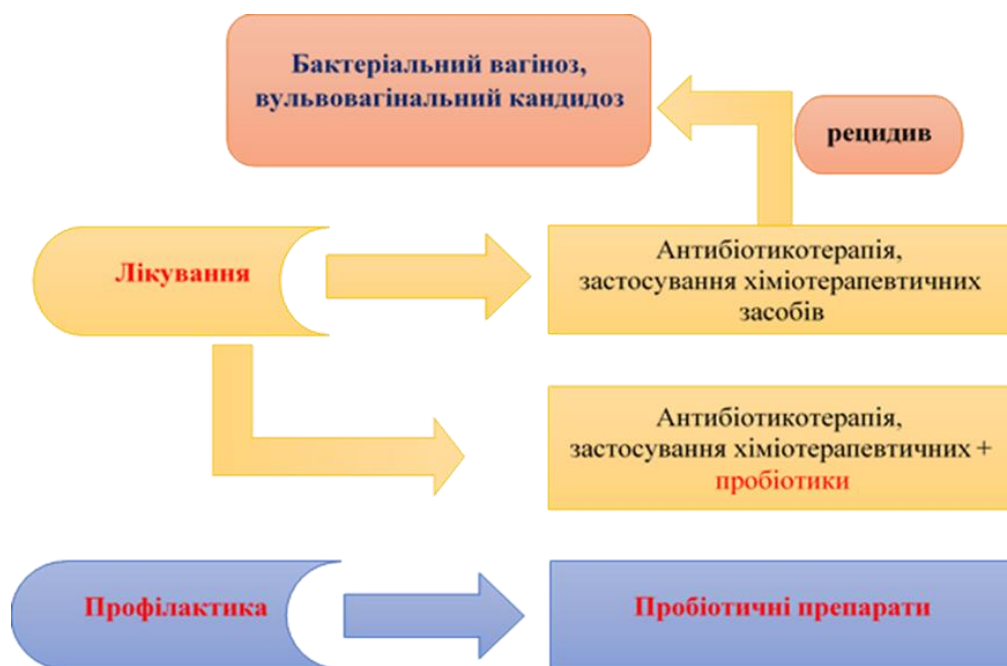 Бактеріальний вагіноз,
вульвовагінальний кандидоз
рецидив
Лікування
Антибіотикотерапія,
застосування хіміотерапевтичних
засобів
Антибіотикотерапія,
застосування хіміотерапевтичних +
пробіотики
Профілактика
Пробіотичні препарати